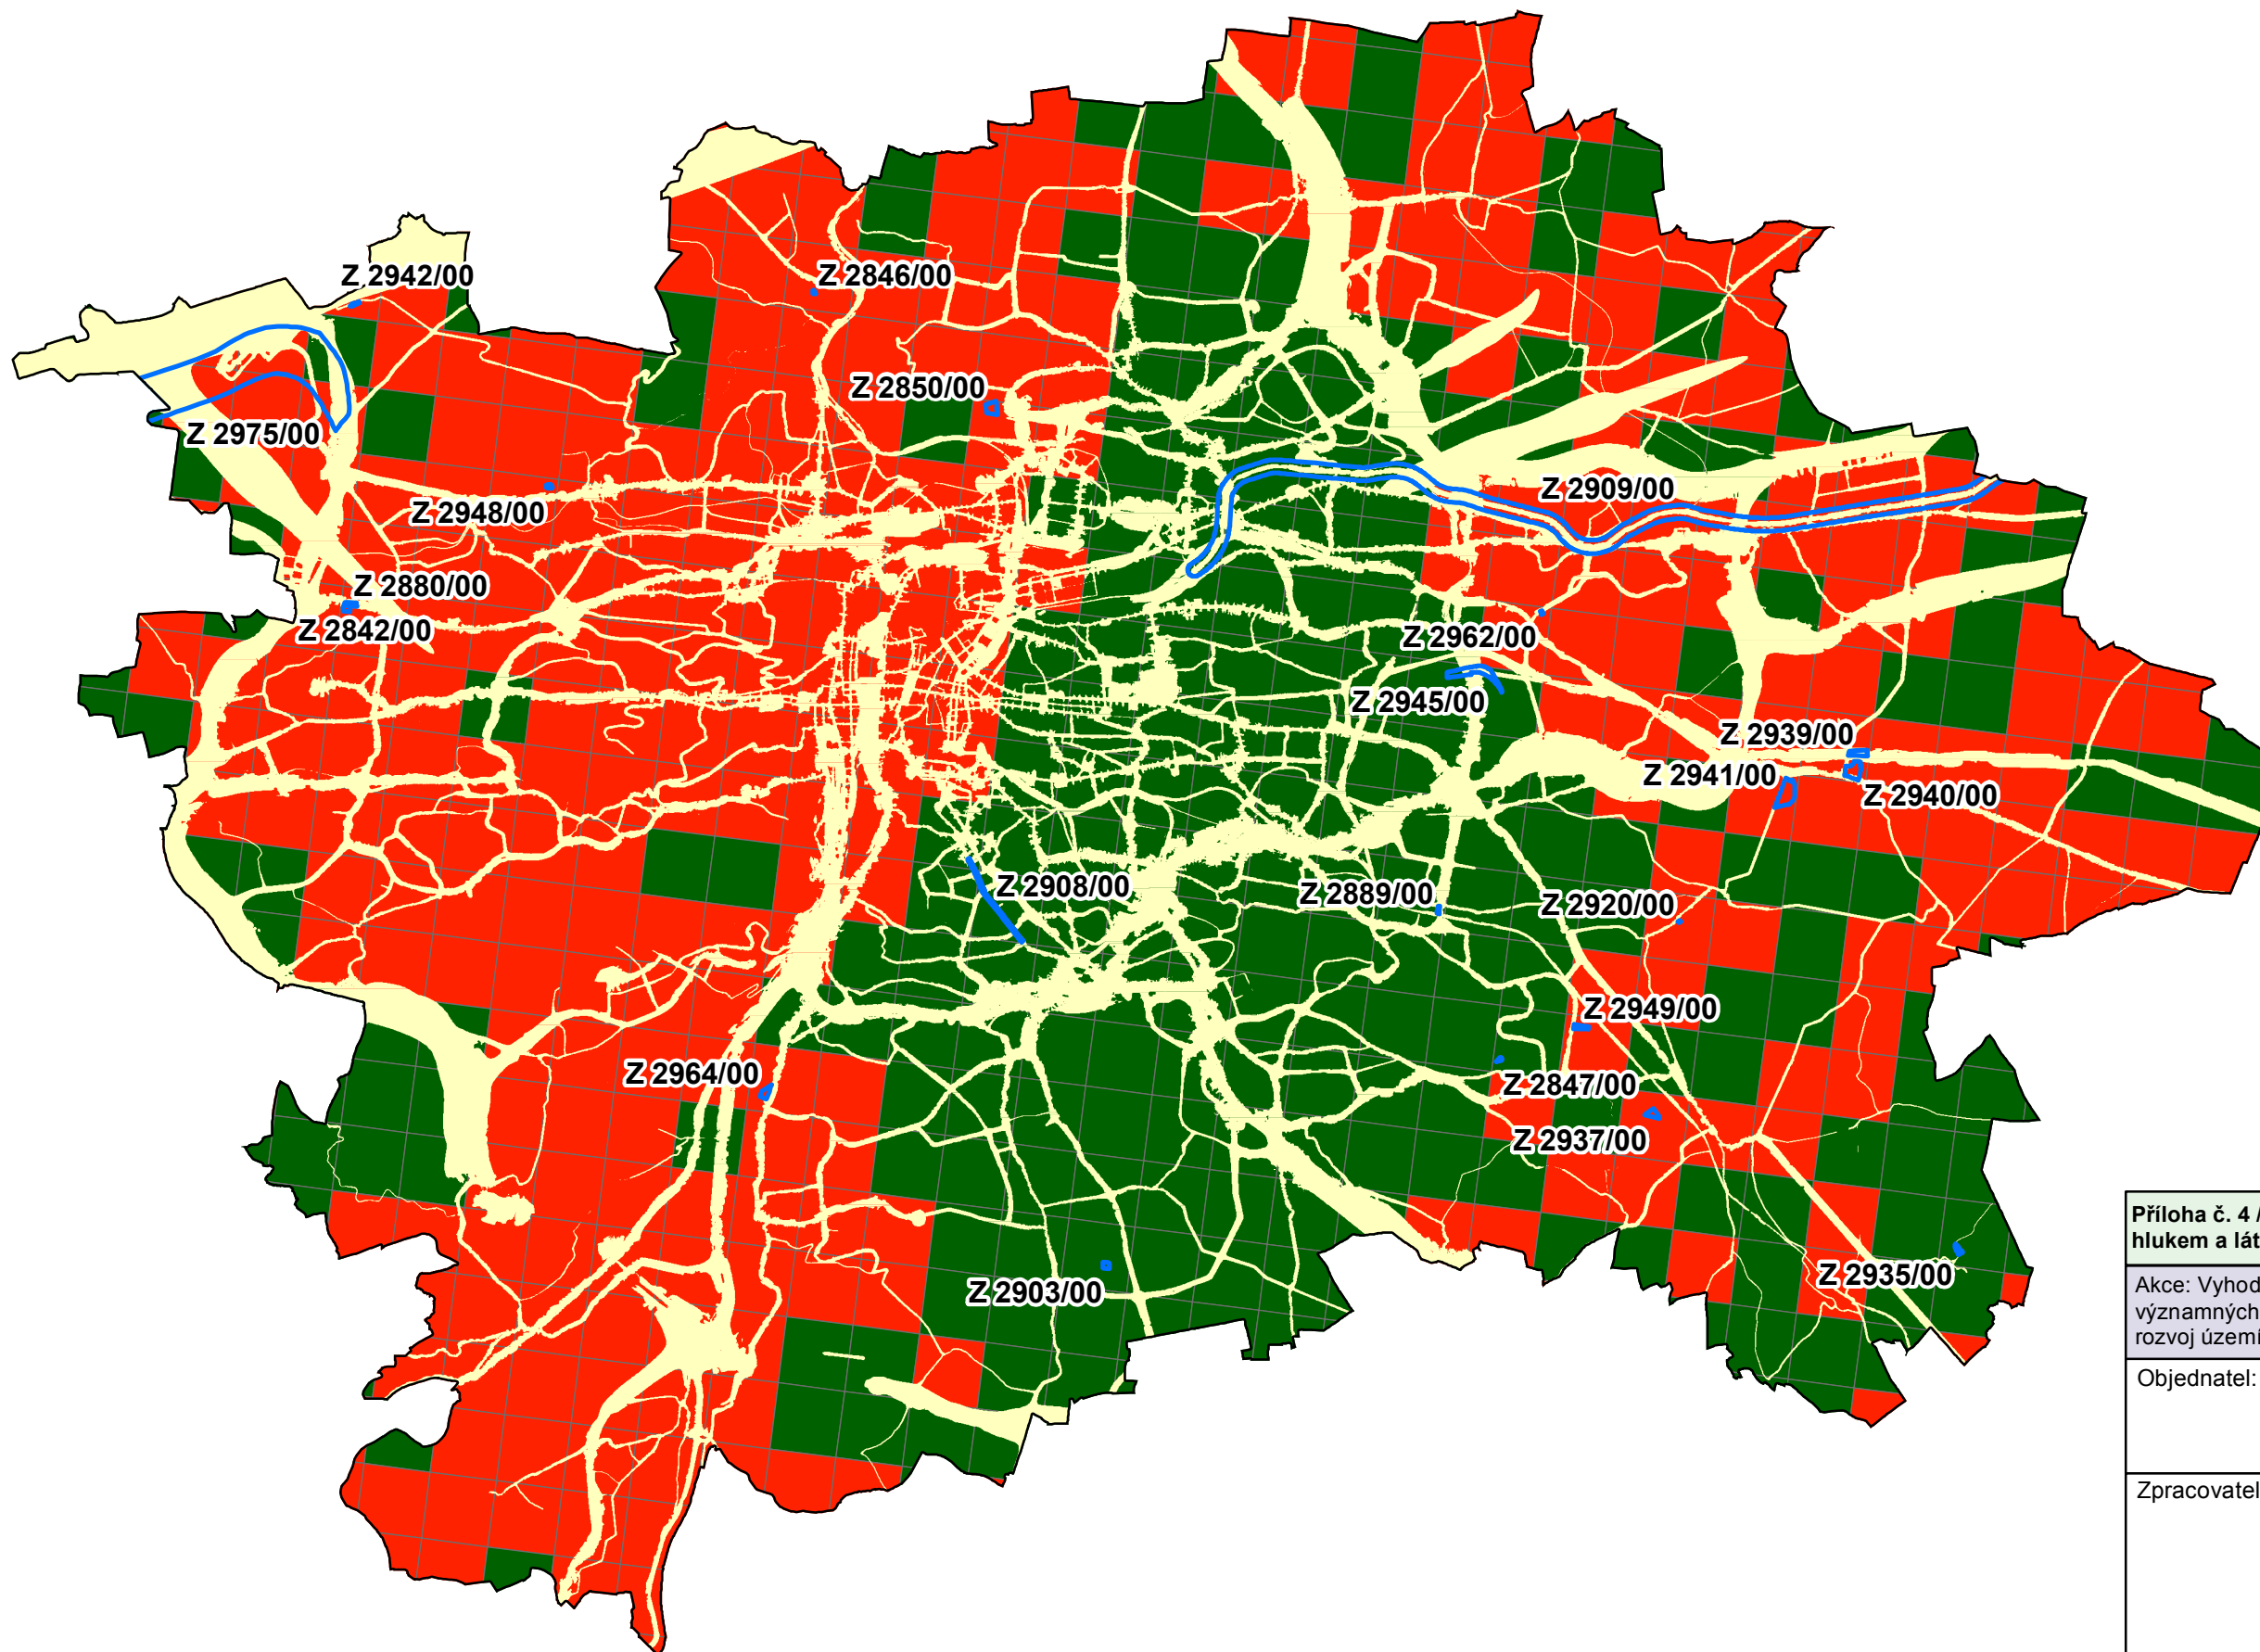 Z 2942/00
Z 2846/00
Z 2850/00
Z 2975/00
Z 2948/00
Z 2909/00
Z 2880/00
Z 2842/00
Z 2962/00
Z 2945/00
Z 2939/00
Z 2941/00
Z 2940/00
Z 2908/00
Z 2889/00
Z 2920/00
Z 2949/00
Z 2964/00
Z 2847/00
Z 2937/00
Z 2935/00
Z 2903/00
Příloha č. 4 /
hlukem a lát
Akce: Vyhod
významných
rozvoj území
Objednatel:
Zpracovatel